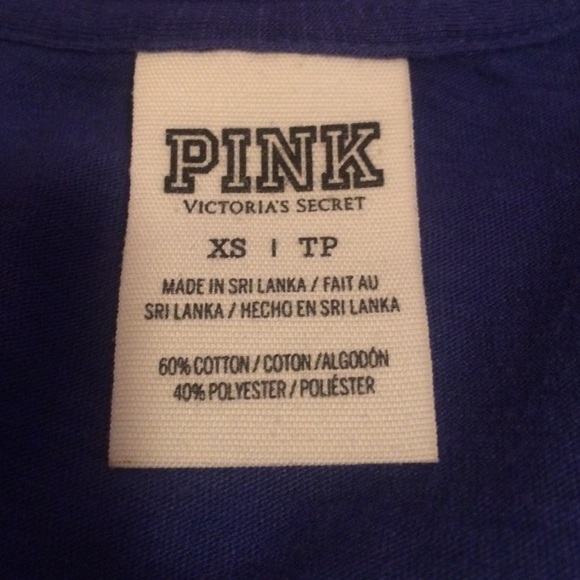 PINK
VICTORIA'S SECRET
XS | TP
MADE IN SRI LANKA / FAIT AU
SRI LANKA / HECHO EN SRI LANKA
60% COTTON / COTON / ALGODÓN
40% POLYESTER / POLIÉSTER